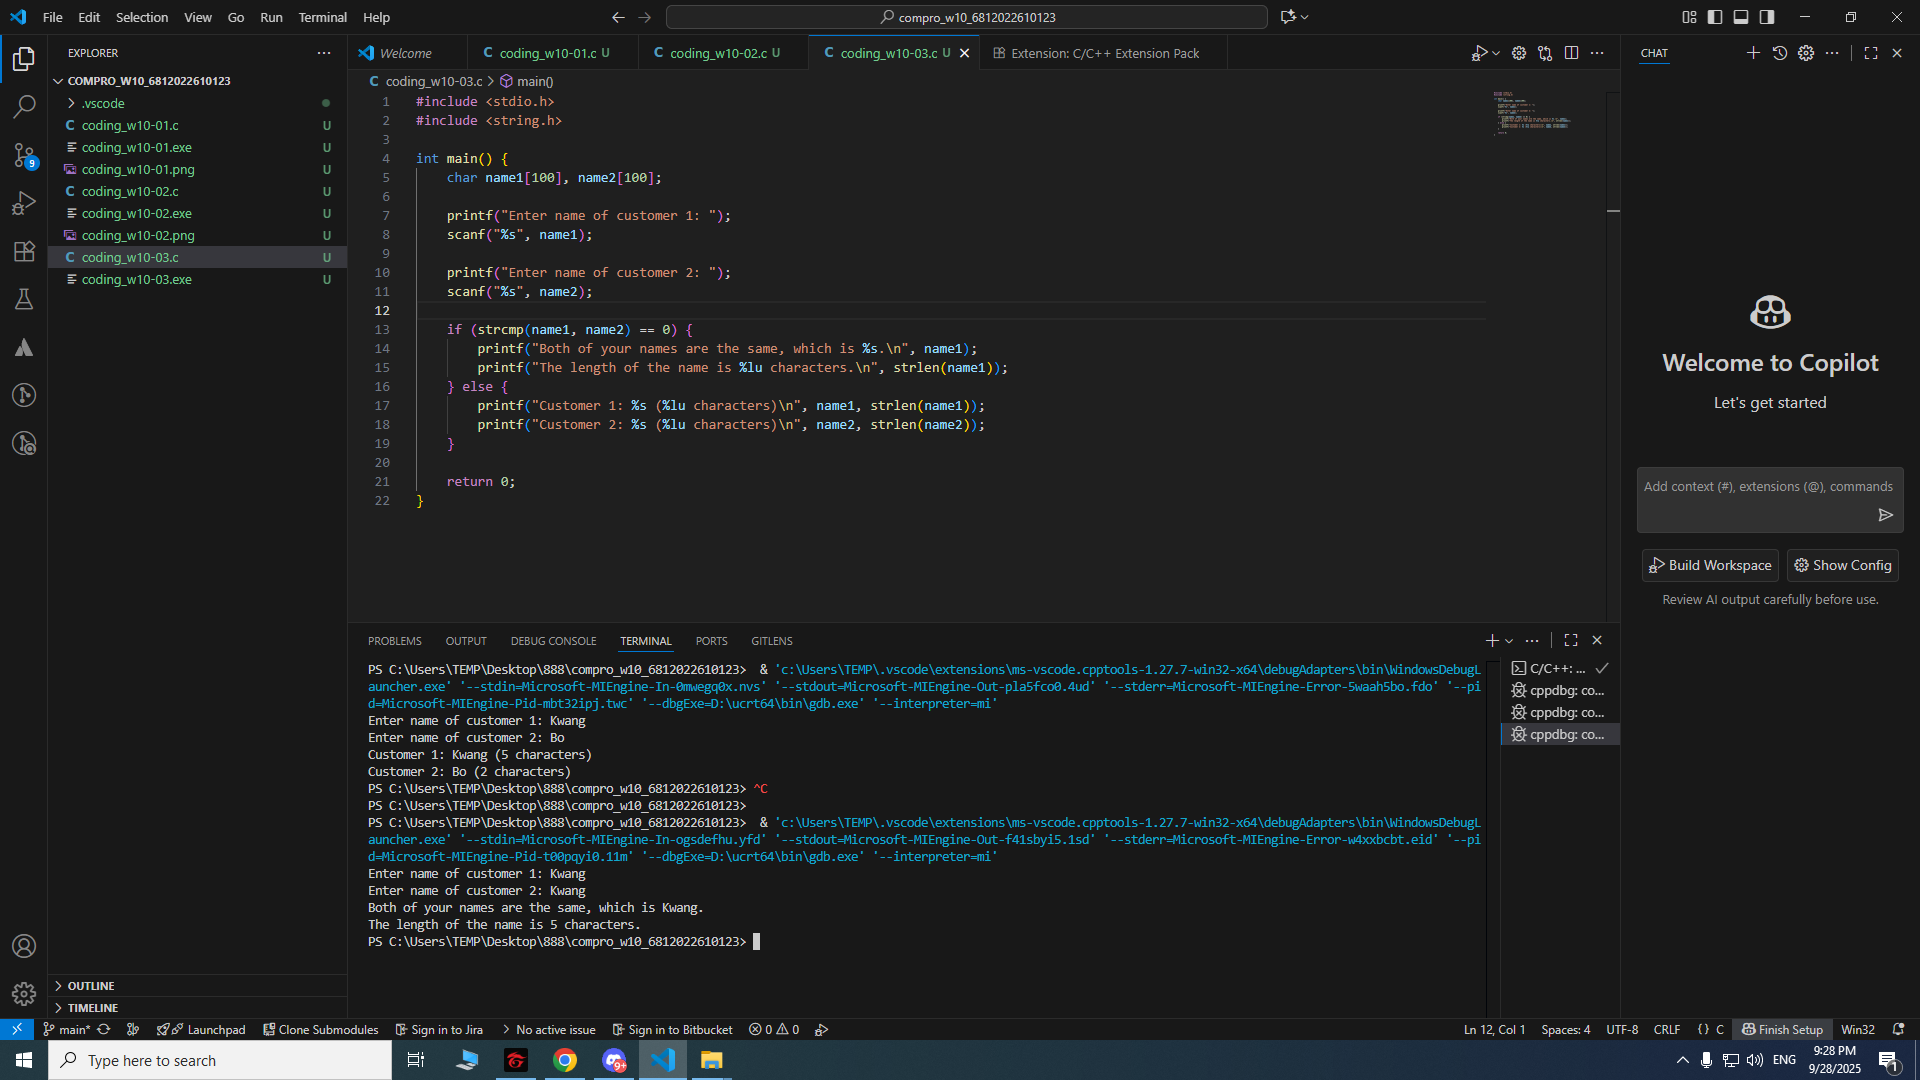 File Edit Selection View Go Run Terminal Help
compro_w10_6812022610123
EXPLORER
COMPRO_W10_6812022610123
.vscode
coding_w10-01.c U
coding_w10-01.exe U
coding_w10-01.png U
coding_w10-02.c U
coding_w10-02.exe U
coding_w10-02.png U
coding_w10-03.c U
coding_w10-03.exe U
OUTLINE
TIMELINE
9
Welcome
coding_w10-01.c U
coding_w10-02.c U
coding_w10-03.c U
Extension: C/C++ Extension Pack
coding_w10-03.c > main()
1 #include <stdio.h>
2 #include <string.h>
3
4 int main() {
5 char name1[100], name2[100];
6
7 printf("Enter name of customer 1: ");
8 scanf("%s", name1);
9
10 printf("Enter name of customer 2: ");
11 scanf("%s", name2);
12
13 if (strcmp(name1, name2) == 0) {
14 printf("Both of your names are the same, which is %s.\n", name1);
15 printf("The length of the name is %lu characters.\n", strlen(name1));
16 } else {
17 printf("Customer 1: %s (%lu characters)\n", name1, strlen(name1));
18 printf("Customer 2: %s (%lu characters)\n", name2, strlen(name2));
19 }
20
21 return 0;
22 }
PROBLEMS OUTPUT DEBUG CONSOLE TERMINAL PORTS GITLENS
PS C:\Users\TEMP\Desktop\888\compro_w10_6812022610123> & 'c:\Users\TEMP\.vscode\extensions\ms-vscode.cpptools-1.27.7-win32-x64\debugAdapters\bin\WindowsDebugL
auncher.exe' '--stdin=Microsoft-MIEngine-In-0mwegq0x.nvs' '--stdout=Microsoft-MIEngine-Out-pla5fco0.4ud' '--stderr=Microsoft-MIEngine-Error-5waah5bo.fdo' '--pi
d=Microsoft-MIEngine-Pid-mbt32ipj.twc' '--dbgExe=D:\ucrt64\bin\gdb.exe' '--interpreter=mi'
Enter name of customer 1: Kwang
Enter name of customer 2: Bo
Customer 1: Kwang (5 characters)
Customer 2: Bo (2 characters)
PS C:\Users\TEMP\Desktop\888\compro_w10_6812022610123> ^C
PS C:\Users\TEMP\Desktop\888\compro_w10_6812022610123>
PS C:\Users\TEMP\Desktop\888\compro_w10_6812022610123> & 'c:\Users\TEMP\.vscode\extensions\ms-vscode.cpptools-1.27.7-win32-x64\debugAdapters\bin\WindowsDebugL
auncher.exe' '--stdin=Microsoft-MIEngine-In-ogsdefhu.yfd' '--stdout=Microsoft-MIEngine-Out-f41sbyi5.1sd' '--stderr=Microsoft-MIEngine-Error-w4xxbcbt.eid' '--pi
d=Microsoft-MIEngine-Pid-t00pqyi0.11m' '--dbgExe=D:\ucrt64\bin\gdb.exe' '--interpreter=mi'
Enter name of customer 1: Kwang
Enter name of customer 2: Kwang
Both of your names are the same, which is Kwang.
The length of the name is 5 characters.
PS C:\Users\TEMP\Desktop\888\compro_w10_6812022610123>
C/C++: ...
cppdbg: co...
cppdbg: co...
cppdbg: co...
CHAT
Welcome to Copilot
Let's get started
Add context (#), extensions (@), commands
Build Workspace Show Config
Review AI output carefully before use.
main* Launchpad Clone Submodules Sign in to Jira No active issue Sign in to Bitbucket 0 0
Ln 12, Col 1 Spaces: 4 UTF-8 CRLF {} C Finish Setup Win32
Type here to search
9+
ENG
9:28 PM
9/28/2025
1